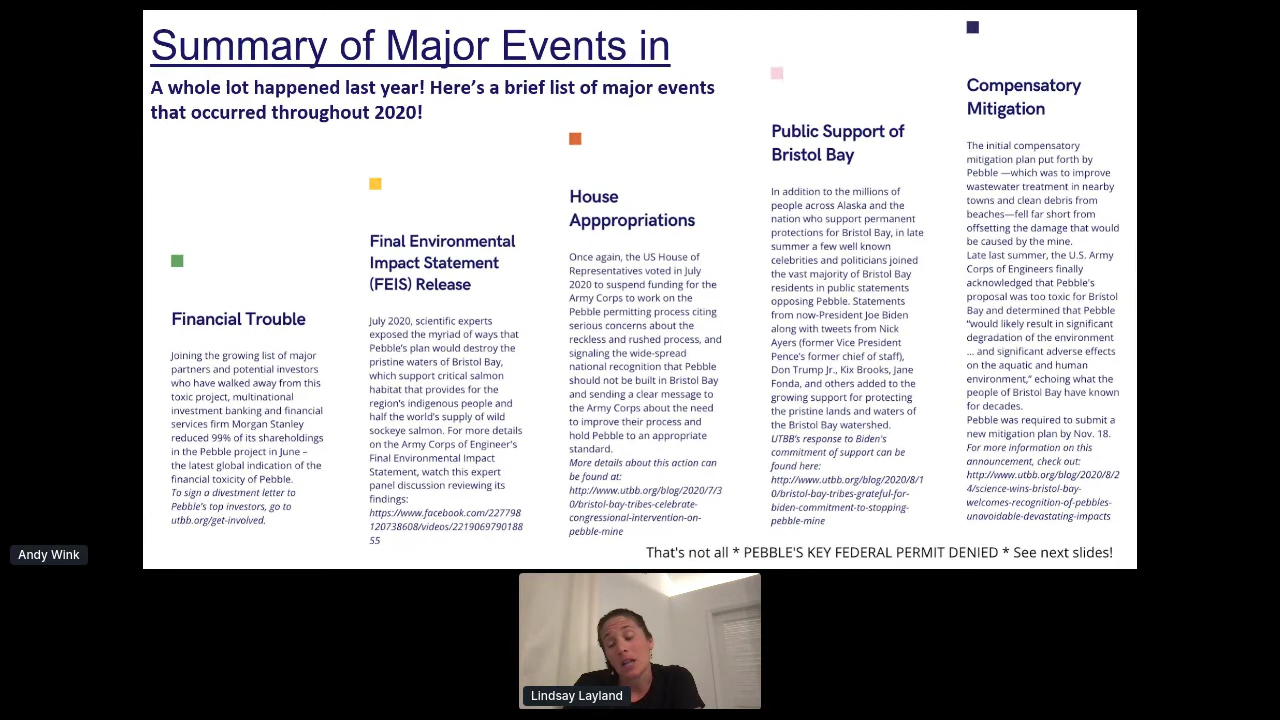 Summary of Major Events in
A whole lot happened last year! Here's a brief list of major events
that occurred throughout 2020!
Financial Trouble
Joining the growing list of major
partners and potential investors
who have walked away from this
toxic project, multinational
investment banking and financial
services firm Morgan Stanley
reduced 99% of its shareholdings
in the Pebble project in June –
the latest global indication of the
financial toxicity of Pebble.
To sign a divestment letter to
Pebble's top investors, go to
utbb.org/get-involved.
Final Environmental
Impact Statement
(FEIS) Release
July 2020, scientific experts
exposed the myriad of ways that
Pebble's plan would destroy the
pristine waters of Bristol Bay,
which support critical salmon
habitat that provides for the
region's indigenous people and
half the world's supply of wild
sockeye salmon. For more details
on the Army Corps of Engineer's
Final Environmental Impact
Statement, watch this expert
panel discussion reviewing its
findings:
https://www.facebook.com/227798
120738608/videos/2219069790188
55
House
Apppropriations
Once again, the US House of
Representatives voted in July
2020 to suspend funding for the
Army Corps to work on the
Pebble permitting process citing
serious concerns about the
reckless and rushed process, and
signaling the wide-spread
national recognition that Pebble
should not be built in Bristol Bay
and sending a clear message to
the Army Corps about the need
to improve their process and
hold Pebble to an appropriate
standard.
More details about this action can
be found at:
http://www.utbb.org/blog/2020/7/3
0/bristol-bay-tribes-celebrate-
congressional-intervention-on-
pebble-mine
Public Support of
Bristol Bay
In addition to the millions of
people across Alaska and the
nation who support permanent
protections for Bristol Bay, in late
summer a few well known
celebrities and politicians joined
the vast majority of Bristol Bay
residents in public statements
opposing Pebble. Statements
from now-President Joe Biden
along with tweets from Nick
Ayers (former Vice President
Pence's former chief of staff),
Don Trump Jr., Kix Brooks, Jane
Fonda, and others added to the
growing support for protecting
the pristine lands and waters of
the Bristol Bay watershed.
UTBB's response to Biden's
commitment of support can be
found here:
http://www.utbb.org/blog/2020/8/1
0/bristol-bay-tribes-grateful-for-
biden-commitment-to-stopping-
pebble-mine
Compensatory
Mitigation
The initial compensatory
mitigation plan put forth by
Pebble —which was to improve
wastewater treatment in nearby
towns and clean debris from
beaches—fell far short from
offsetting the damage that would
be caused by the mine.
Late last summer, the U.S. Army
Corps of Engineers finally
acknowledged that Pebble's
proposal was too toxic for Bristol
Bay and determined that Pebble
"would likely result in significant
degradation of the environment
... and significant adverse effects
on the aquatic and human
environment," echoing what the
people of Bristol Bay have known
for decades.
Pebble was required to submit a
new mitigation plan by Nov. 18.
For more information on this
announcement, check out:
http://www.utbb.org/blog/2020/8/2
4/science-wins-bristol-bay-
welcomes-recognition-of-pebbles-
unavoidable-devastating-impacts
That's not all * PEBBLE'S KEY FEDERAL PERMIT DENIED * See next slides!
Andy Wink
Lindsay Layland